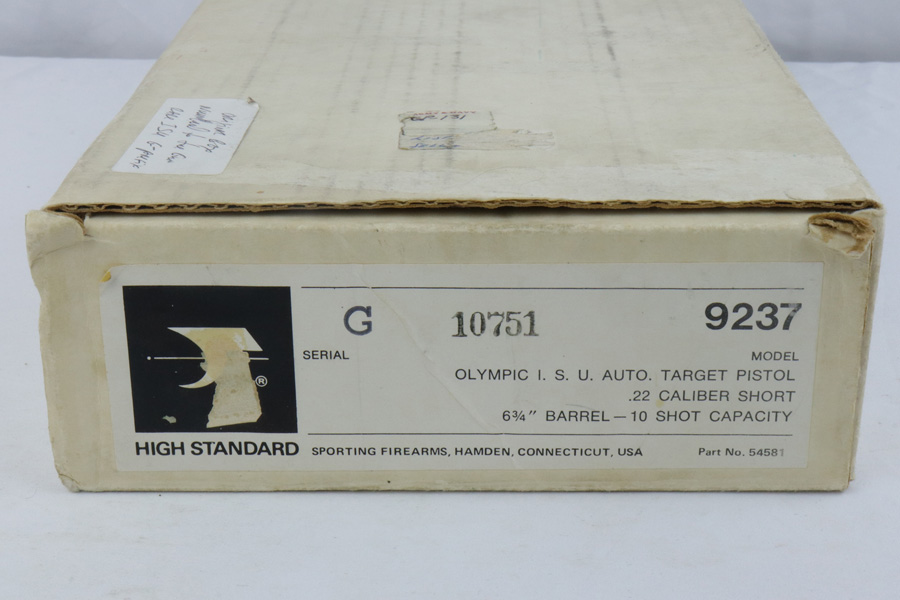 G 10751 9237
SERIAL MODEL
OLYMPIC I. S. U. AUTO. TARGET PISTOL
.22 CALIBER SHORT
6¾" BARREL — 10 SHOT CAPACITY
®
HIGH STANDARD SPORTING FIREARMS, HAMDEN, CONNECTICUT, USA Part No. 54581